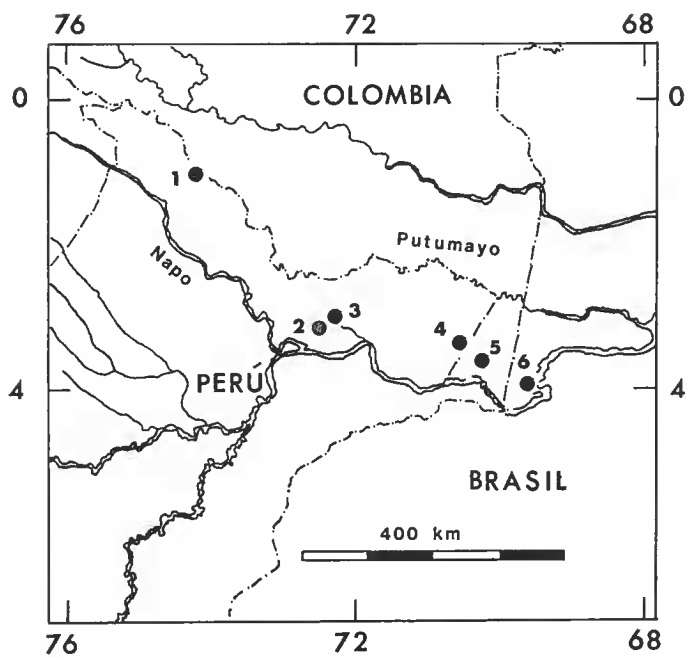 76 72 68
0 COLOMBIA 0
1
Putumayo
Napo
2 3
4 5
6
PERÚ
4 4
BRASIL
400 km
76 72 68